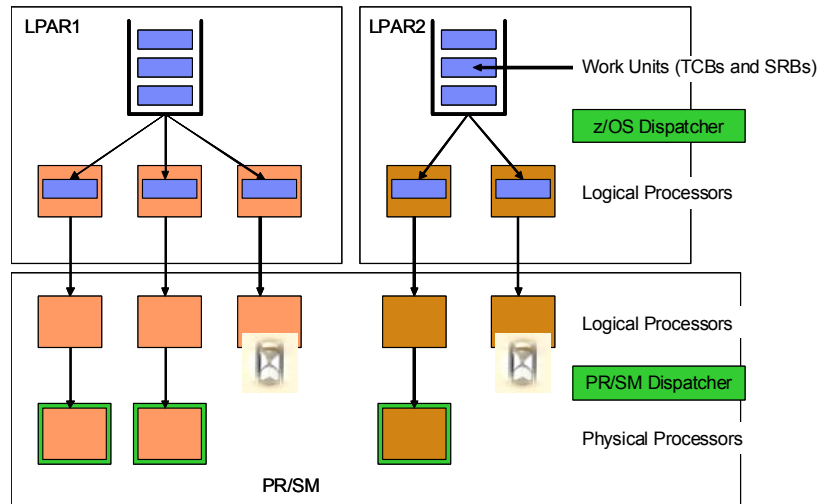 LPAR1
LPAR2
Work Units (TCBs and SRBs)
z/OS Dispatcher
Logical Processors
Logical Processors
PR/SM Dispatcher
Physical Processors
PR/SM